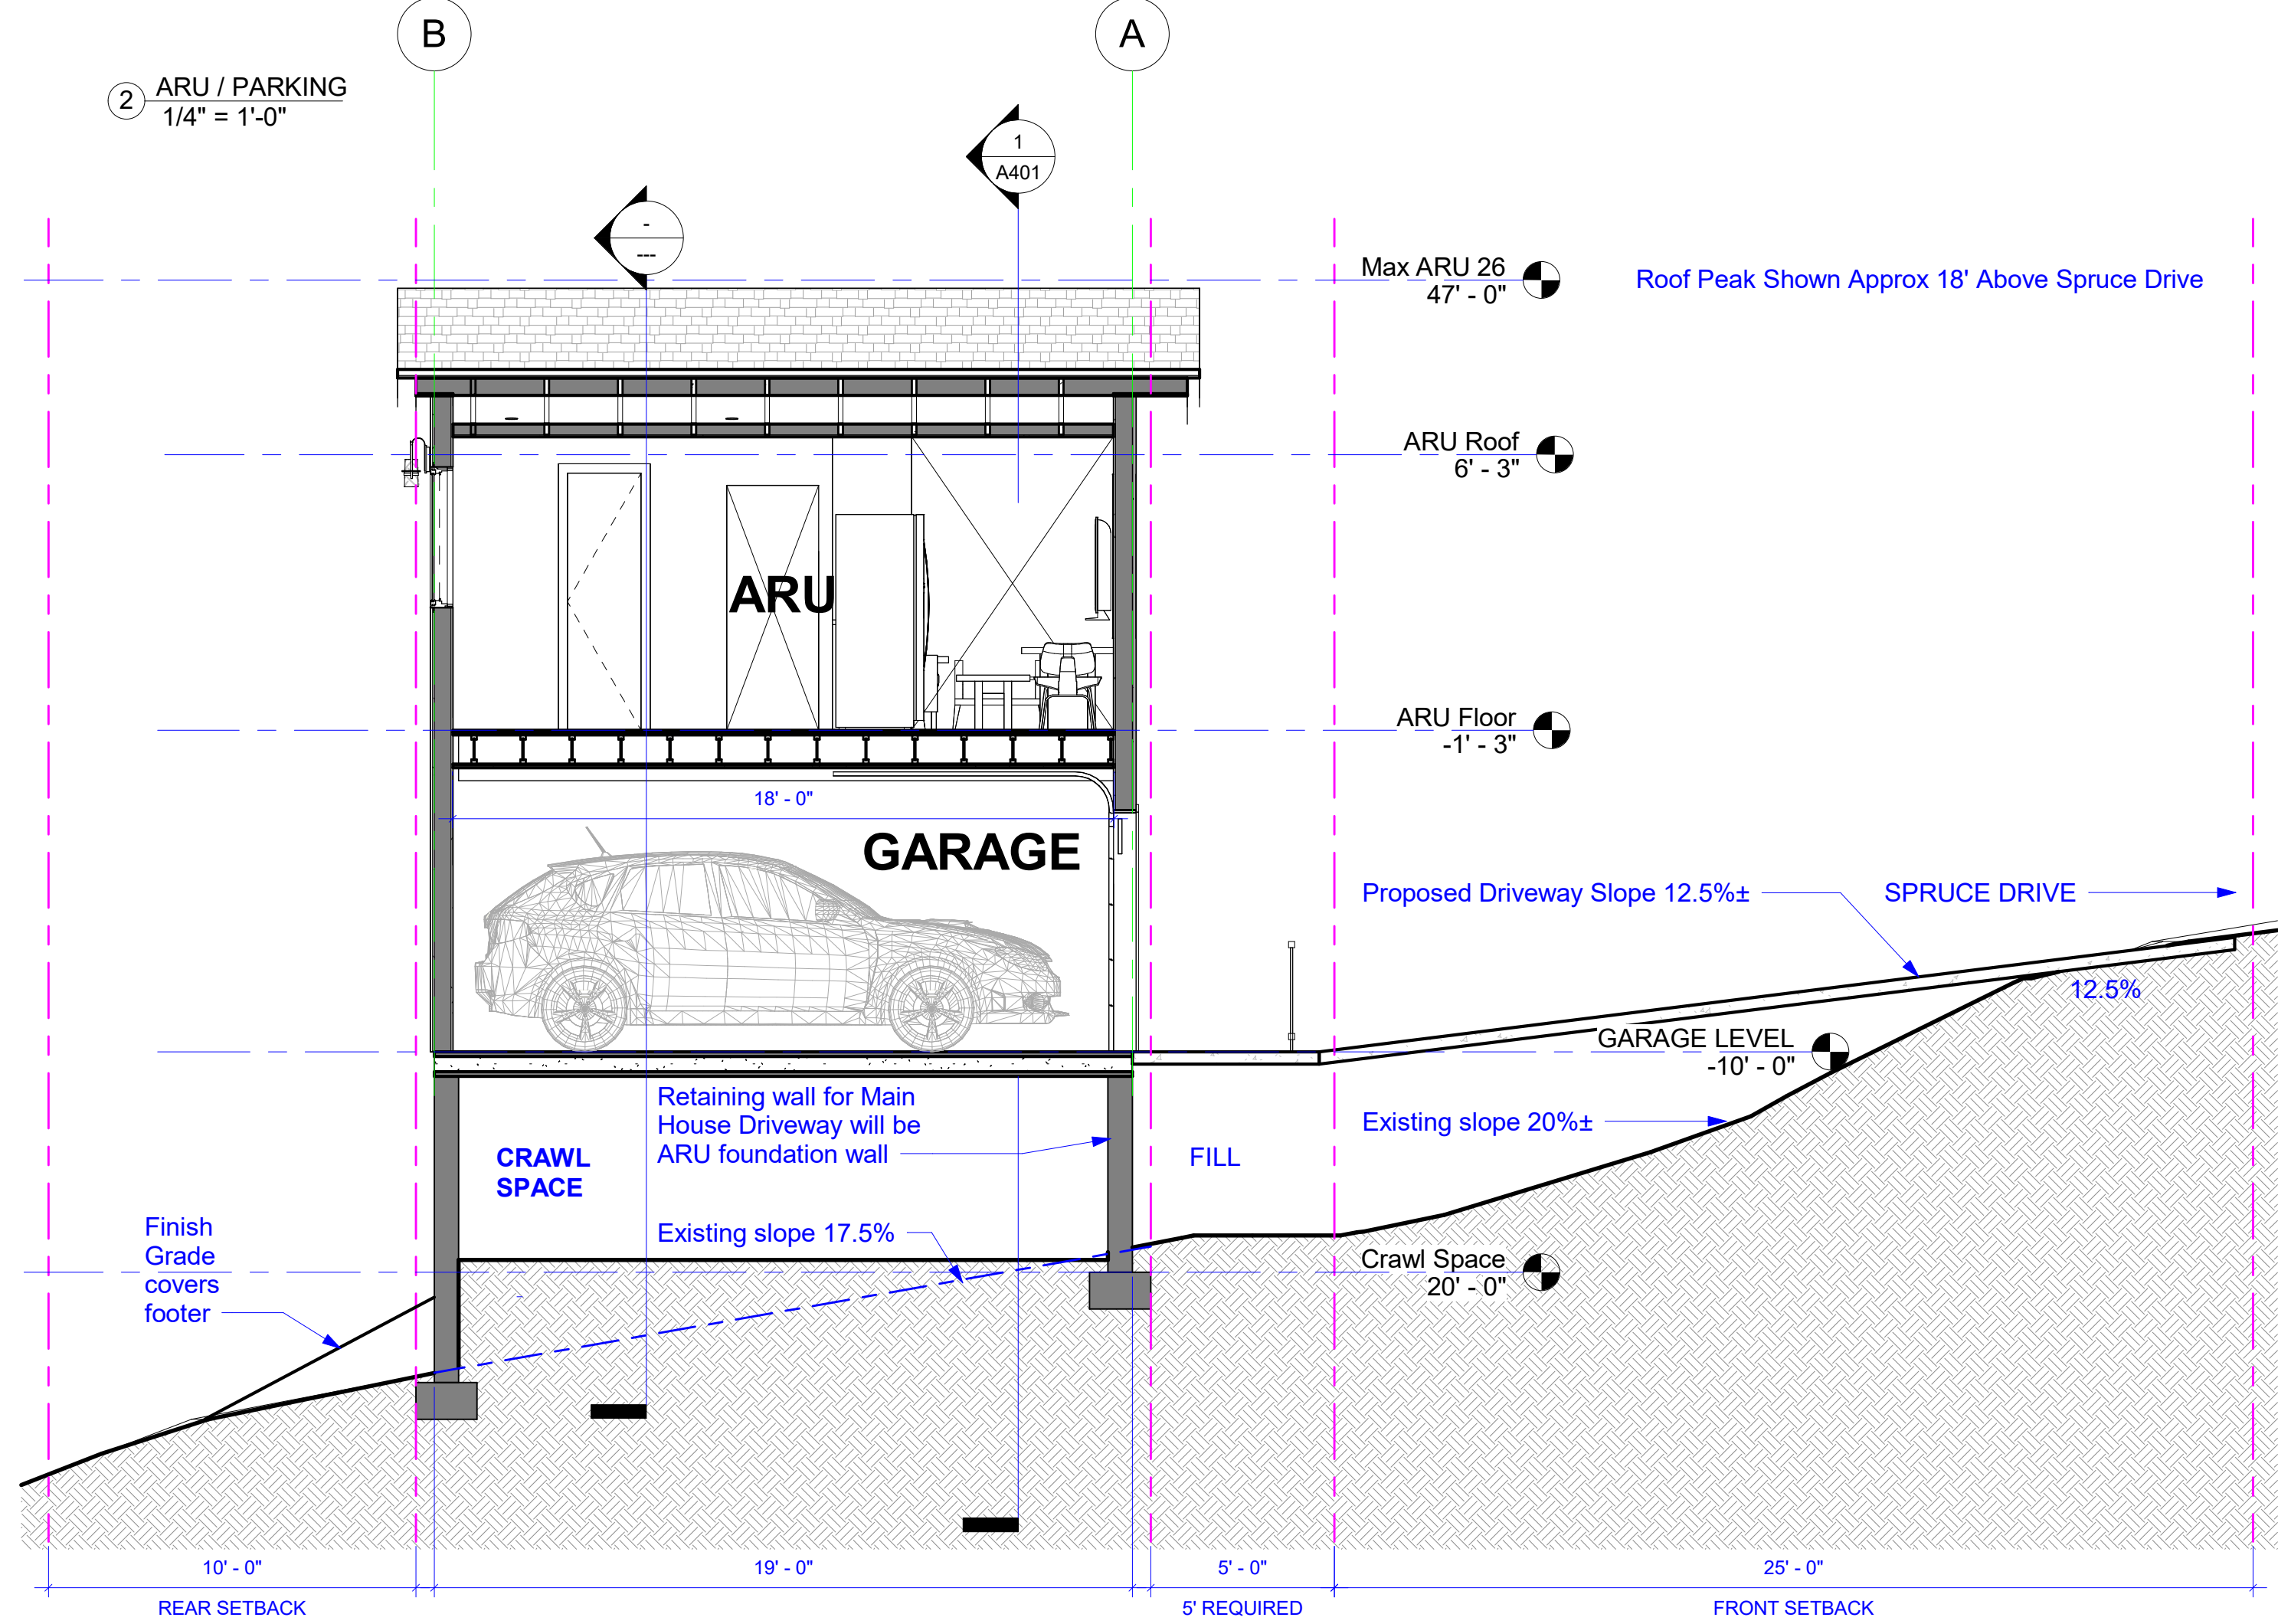 B
A
2
ARU / PARKING
1/4" = 1'-0"
1
A401
-
---
Max ARU 26
47' - 0"
Roof Peak Shown Approx 18' Above Spruce Drive
ARU Roof
6' - 3"
ARU
ARU Floor
-1' - 3"
18' - 0"
GARAGE
Proposed Driveway Slope 12.5%±
SPRUCE DRIVE
12.5%
GARAGE LEVEL
-10' - 0"
Retaining wall for Main
House Driveway will be
ARU foundation wall
Existing slope 20%±
CRAWL
SPACE
FILL
Existing slope 17.5%
Finish
Grade
covers
footer
Crawl Space
20' - 0"
10' - 0"
19' - 0"
5' - 0"
25' - 0"
REAR SETBACK
5' REQUIRED
FRONT SETBACK